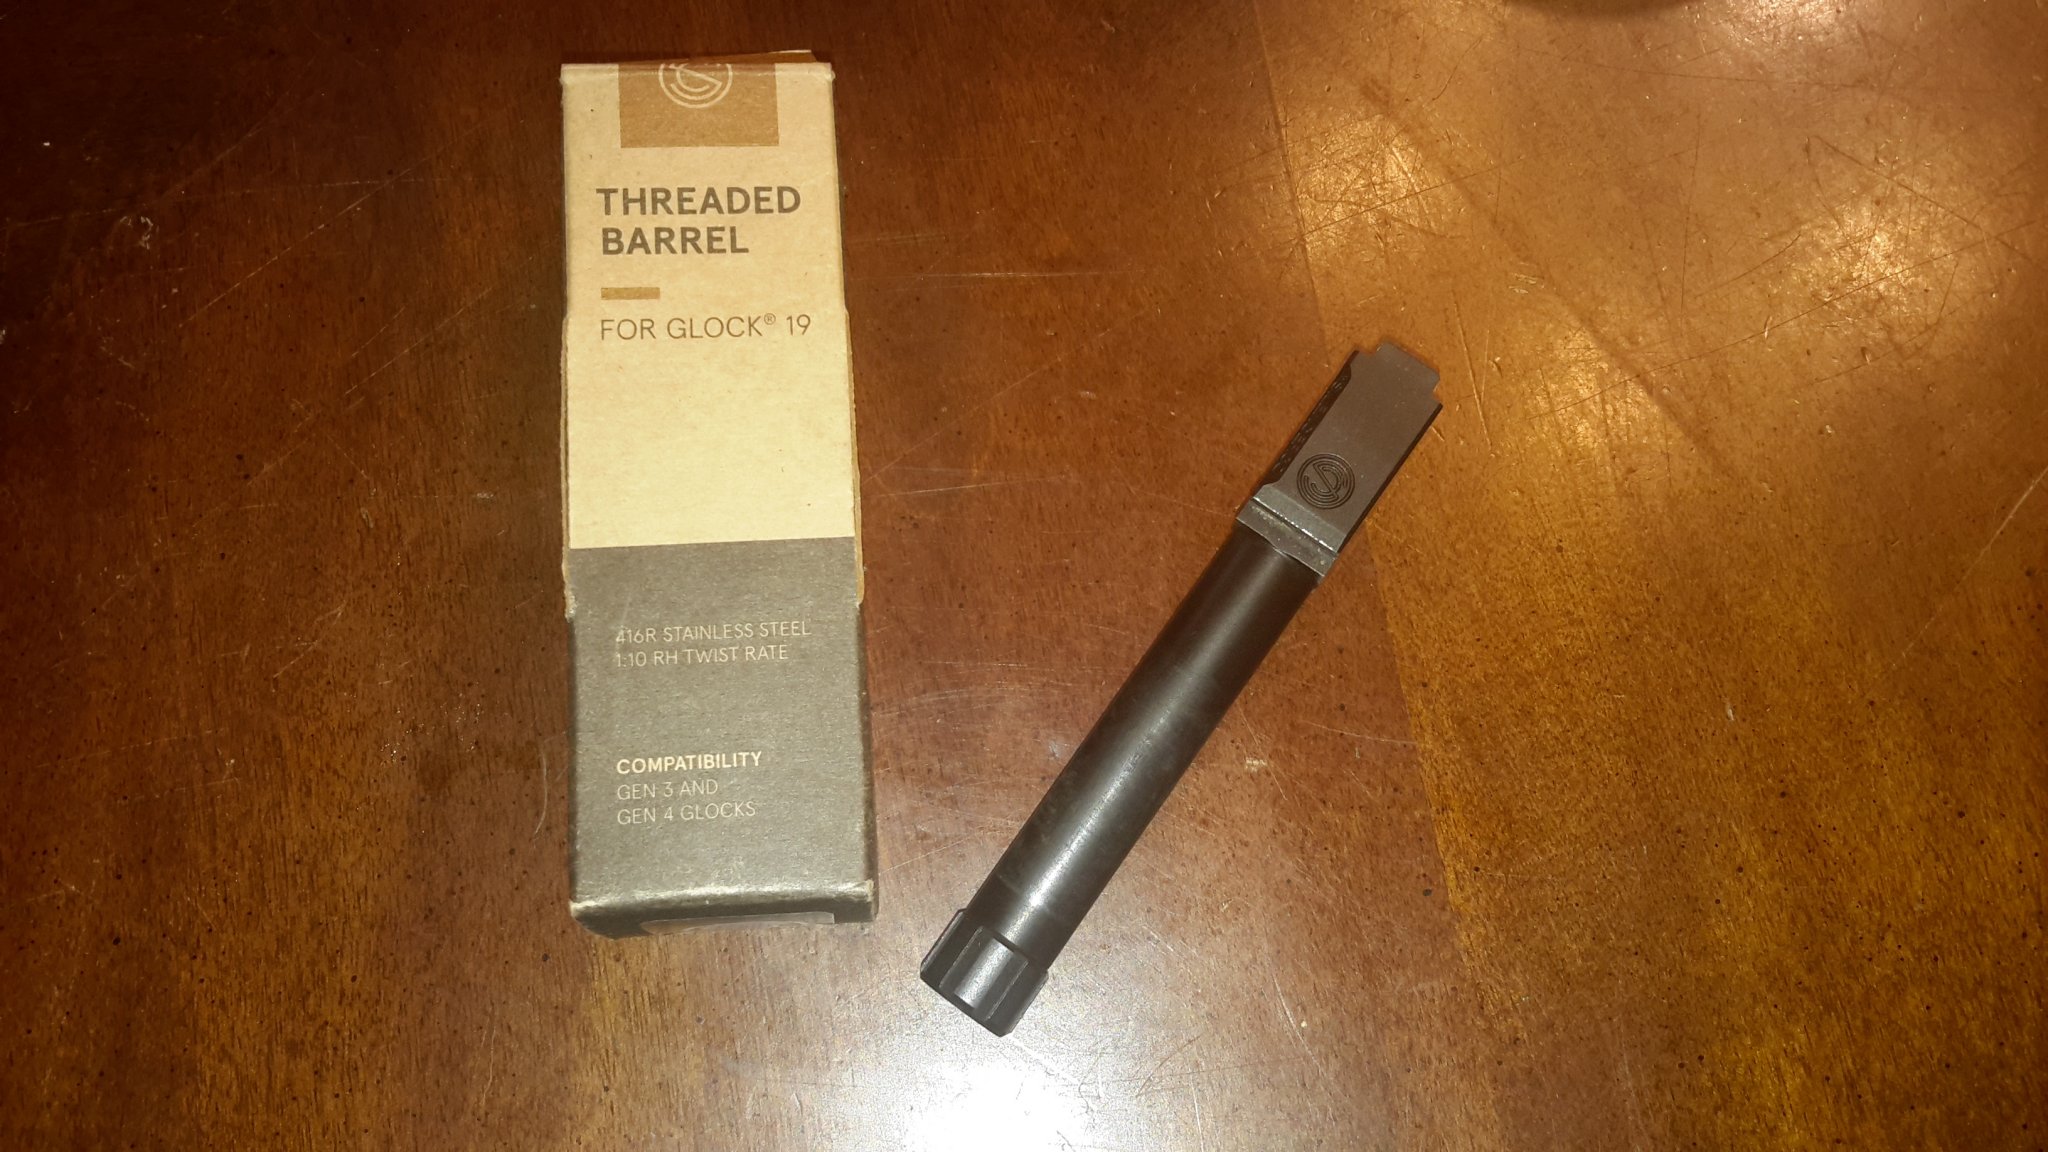 THREADED
BARREL
FOR GLOCK® 19
416R STAINLESS STEEL
1:10 RH TWIST RATE
COMPATIBILITY
GEN 3 AND
GEN 4 GLOCKS